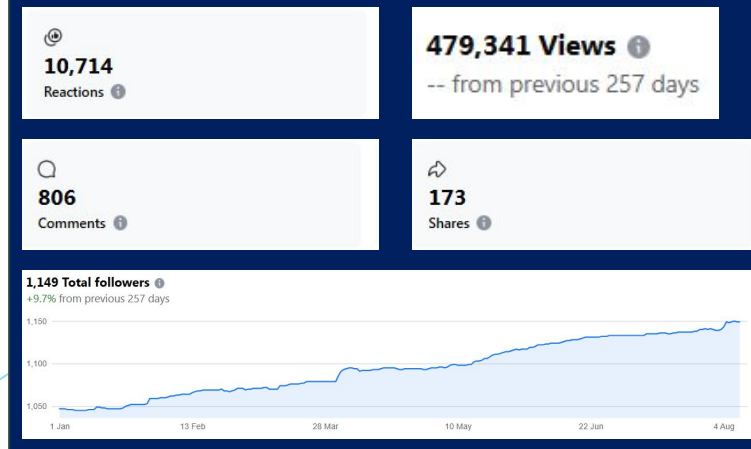 10,714
Reactions
479,341 Views
-- from previous 257 days
806
Comments
173
Shares
1,149 Total followers
+9.7% from previous 257 days
1,150
1,100
1,050
1 Jan 13 Feb 28 Mar 10 May 22 Jun 4 Aug